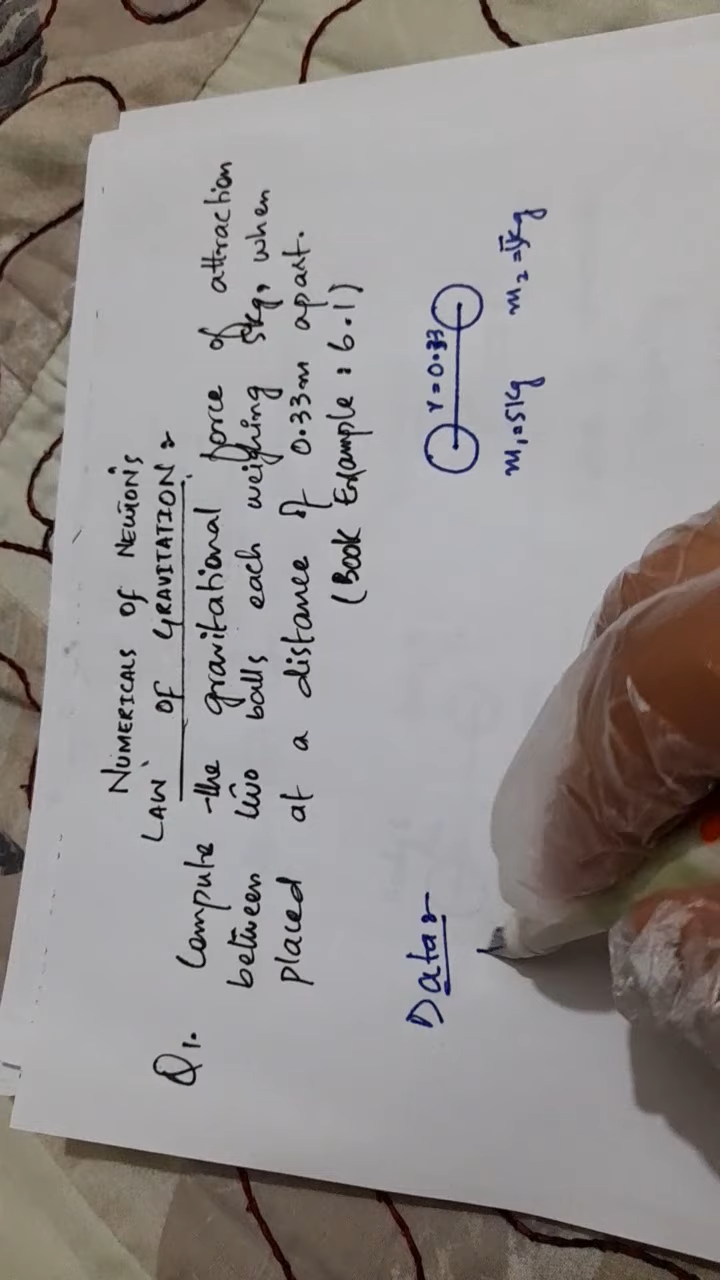 NUMERICALS OF NEWTON'S
LAW OF GRAVITATION:
Q1. Compute the gravitational force of attraction
between two balls each weighing 5kg, when
placed at a distance of 0.33m apart.
(Book Example: 6.1)
r = 0.33
m₁=5kg m₂=5kg
Data: